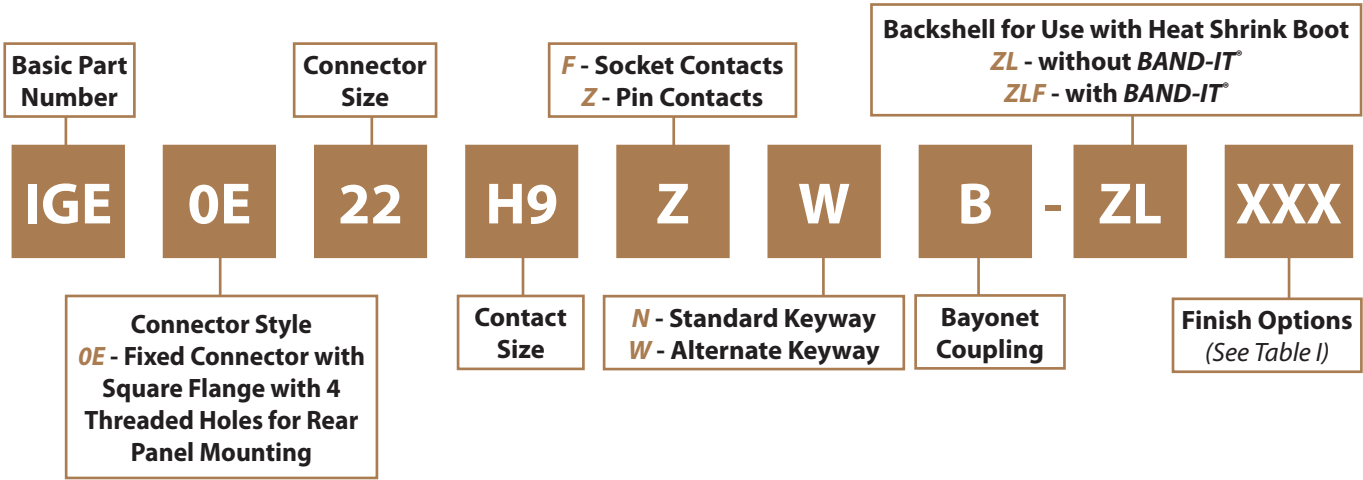 Basic Part
Number
Connector
Size
F - Socket Contacts
Z - Pin Contacts
Backshell for Use with Heat Shrink Boot
ZL - without BAND-IT®
ZLF - with BAND-IT®
IGE 0E 22 H9 Z W B - ZL XXX
Connector Style
0E - Fixed Connector with
Square Flange with 4
Threaded Holes for Rear
Panel Mounting
Contact
Size
N - Standard Keyway
W - Alternate Keyway
Bayonet
Coupling
Finish Options
(See Table I)